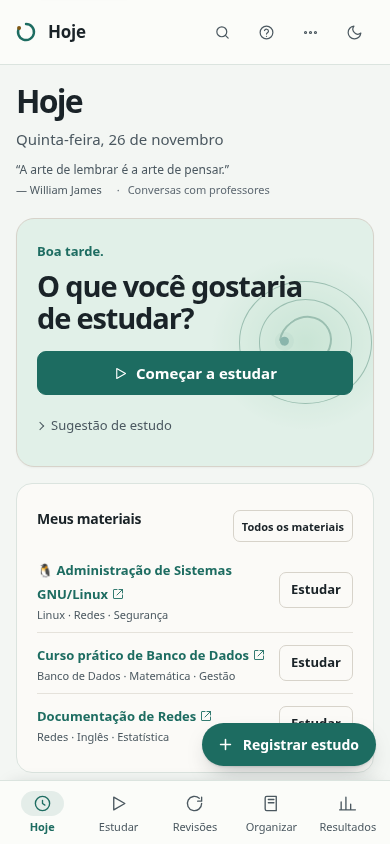 Hoje
Hoje
Quinta-feira, 26 de novembro
“A arte de lembrar é a arte de pensar.”
— William James · Conversas com professores
Boa tarde.
O que você gostaria
de estudar?
Começar a estudar
Sugestão de estudo
Meus materiais
Todos os materiais
🐧 Administração de Sistemas
GNU/Linux
Linux · Redes · Segurança
Estudar
Curso prático de Banco de Dados
Banco de Dados · Matemática · Gestão
Estudar
Documentação de Redes
Redes · Inglês · Estatística
Estudar
Registrar estudo
Hoje
Estudar
Revisões
Organizar
Resultados